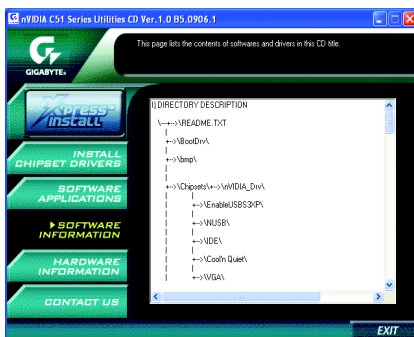 nVIDIA C51 Series Utilities CD Ver.1.0 B5.0906.1
This page lists the contents of softwares and drivers in this CD title.
GIGABYTE
Xpress
install
INSTALL
CHIPSET DRIVERS
SOFTWARE
APPLICATIONS
SOFTWARE
INFORMATION
HARDWARE
INFORMATION
CONTACT US
I) DIRECTORY DESCRIPTION
\--+-->\README.TXT
|
+-->\BootDrv\
|
+-->\bmp\
|
+-->\Chipsets\+-->\nVIDIA_Drv\
| |
| +-->\EnableUSBS3XP\
| |
| +-->\NUSB\
| |
| +-->\IDE\
| |
| +-->\Cool'n Quiet\
| |
| +-->\VGA\
EXIT